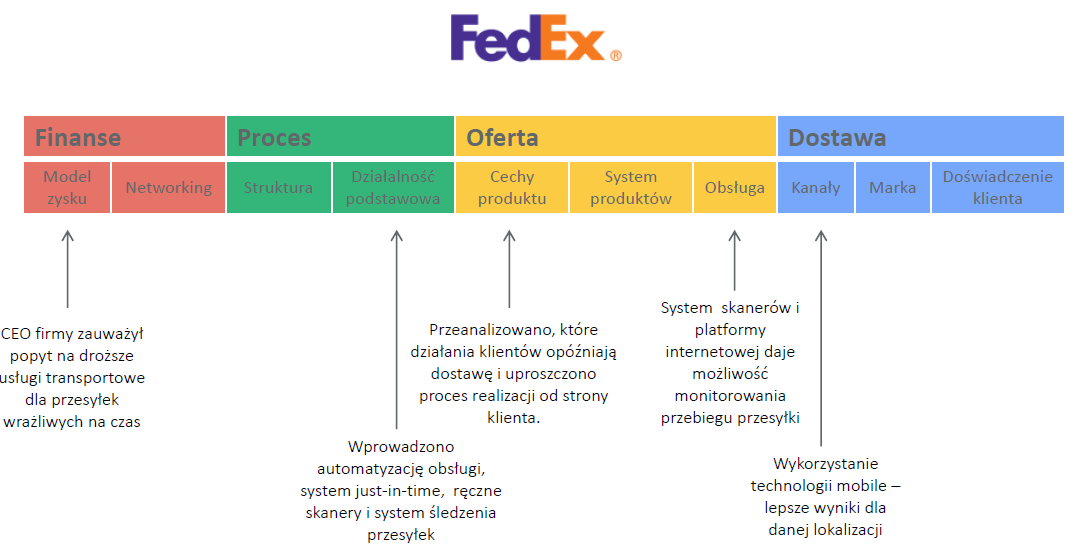 FedEx®
Finanse
Proces
Oferta
Dostawa
Model
zysku
Networking
Struktura
Działalność
podstawowa
Cechy
produktu
System
produktów
Obsługa
Kanały
Marka
Doświadczenie
klienta
CEO firmy zauważył
popyt na droższe
usługi transportowe
dla przesyłek
wrażliwych na czas
Wprowadzono
automatyzację obsługi,
system just-in-time, ręczne
skanery i system śledzenia
przesyłek
Przeanalizowano, które
działania klientów opóźniają
dostawę i uproszczono
proces realizacji od strony
klienta.
System skanerów i
platformy
internetowej daje
możliwość
monitorowania
przebiegu przesyłki
Wykorzystanie
technologii mobile –
lepsze wyniki dla
danej lokalizacji